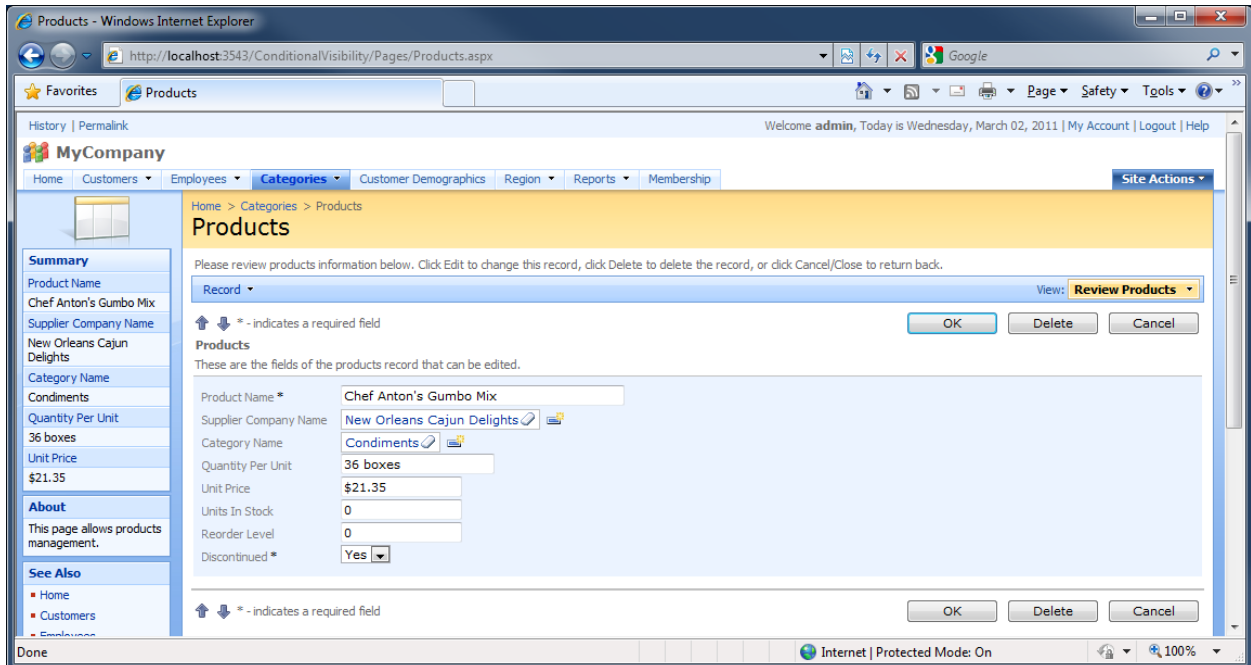 Products - Windows Internet Explorer
http://localhost:3543/ConditionalVisibility/Pages/Products.aspx
Google
Favorites
Products
Page Safety Tools
History | Permalink
Welcome admin, Today is Wednesday, March 02, 2011 | My Account | Logout | Help
MyCompany
Home Customers Employees Categories Customer Demographics Region Reports Membership Site Actions
Home > Categories > Products
Products
Summary
Product Name
Chef Anton's Gumbo Mix
Supplier Company Name
New Orleans Cajun
Delights
Category Name
Condiments
Quantity Per Unit
36 boxes
Unit Price
$21.35
About
This page allows products
management.
See Also
Home
Customers
Employees
Please review products information below. Click Edit to change this record, click Delete to delete the record, or click Cancel/Close to return back.
Record View: Review Products
* - indicates a required field OK Delete Cancel
Products
These are the fields of the products record that can be edited.
Product Name * Chef Anton's Gumbo Mix
Supplier Company Name New Orleans Cajun Delights
Category Name Condiments
Quantity Per Unit 36 boxes
Unit Price $21.35
Units In Stock 0
Reorder Level 0
Discontinued * Yes
* - indicates a required field OK Delete Cancel
Done Internet | Protected Mode: On 100%